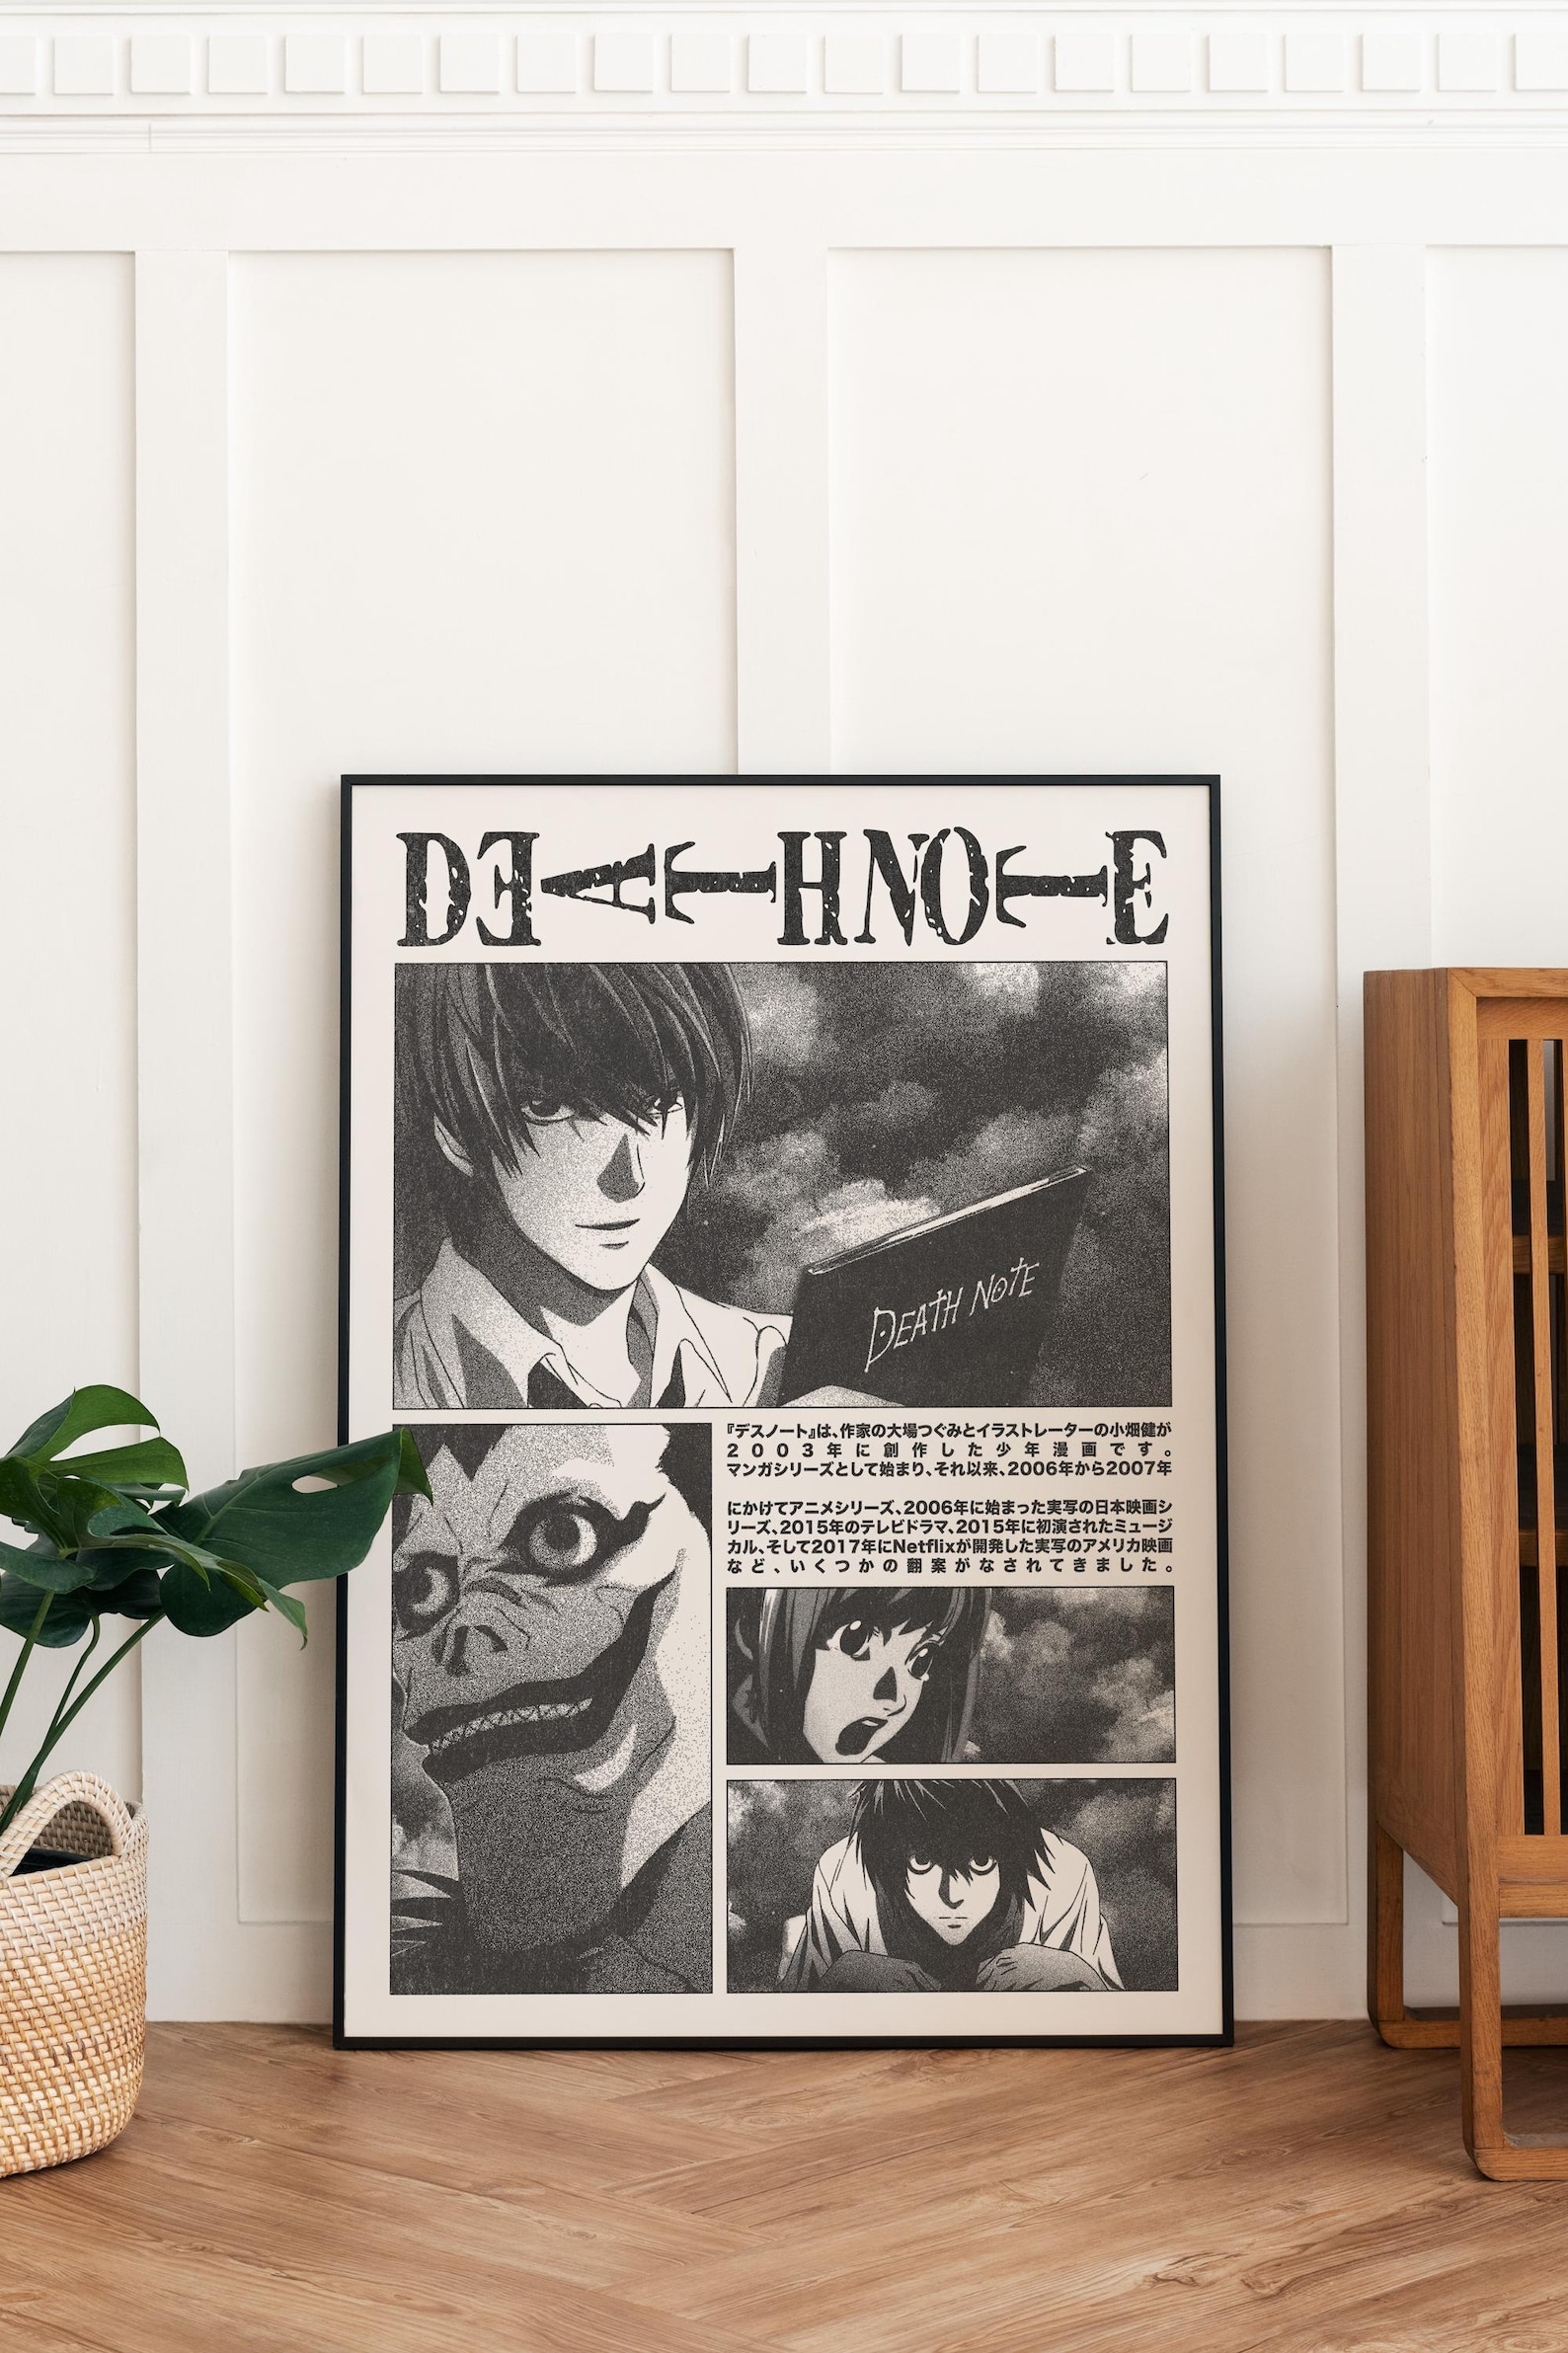 DEATH NOTE
DEATH NOTE
『デスノート』は、作家の大場つぐみとイラストレーターの小畑健が
2003年に創作した少年漫画です。
マンガシリーズとして始まり、それ以来、2006年から2007年
にかけてアニメシリーズ、2006年に始まった実写の日本映画シ
リーズ、2015年のテレビドラマ、2015年に初演されたミュージ
カル、そして2017年にNetflixが開発した実写のアメリカ映画
など、いくつかの翻案がなされてきました。